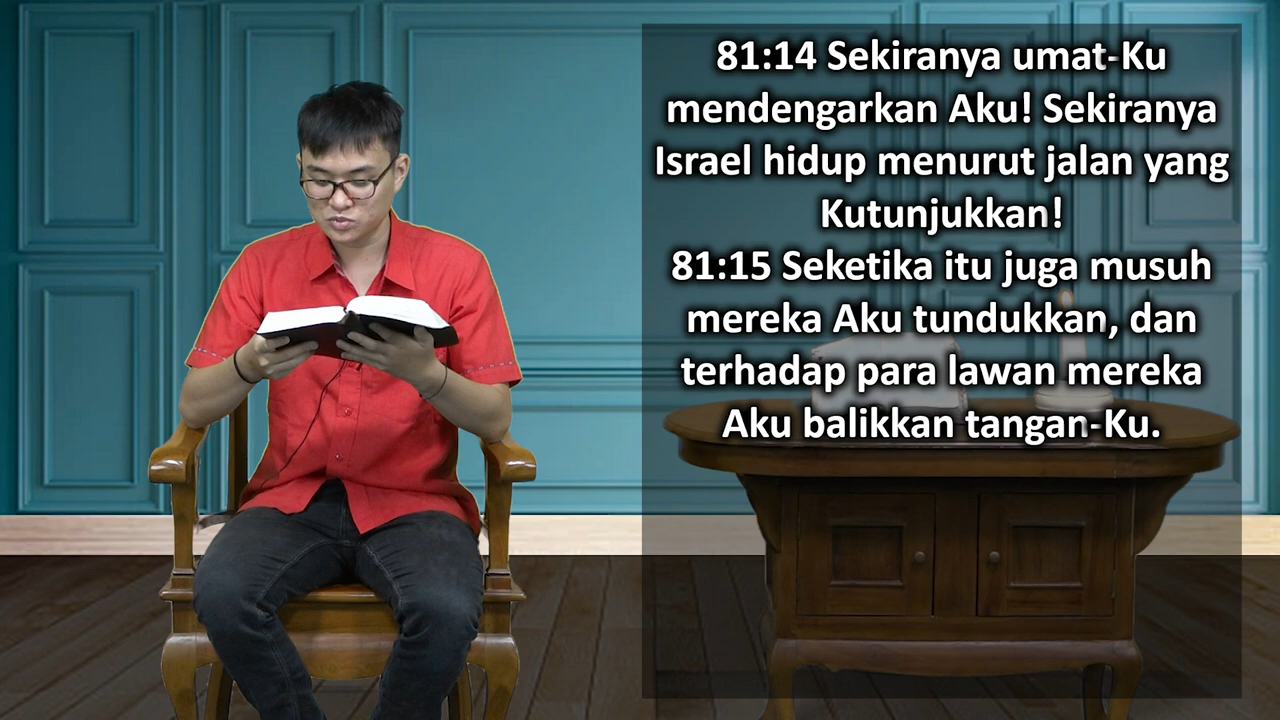 81:14 Sekiranya umat-Ku
mendengarkan Aku! Sekiranya
Israel hidup menurut jalan yang
Kutunjukkan!
81:15 Seketika itu juga musuh
mereka Aku tundukkan, dan
terhadap para lawan mereka
Aku balikkan tangan-Ku.